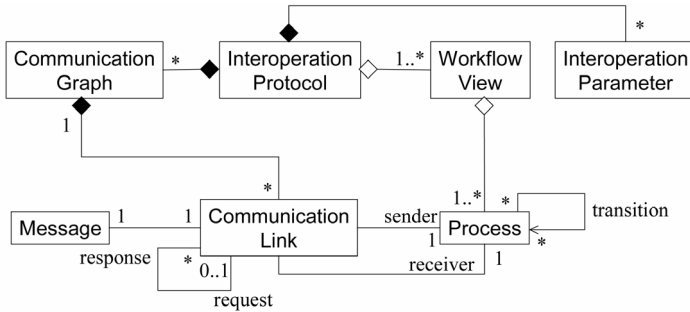 *
Communication
Graph
*
Interoperation
Protocol
1..*
Workflow
View
Interoperation
Parameter
1
*
1..*
*
Message
1
1
Communication
Link
sender
1
Process
*
transition
response
*
0..1
receiver
1
request